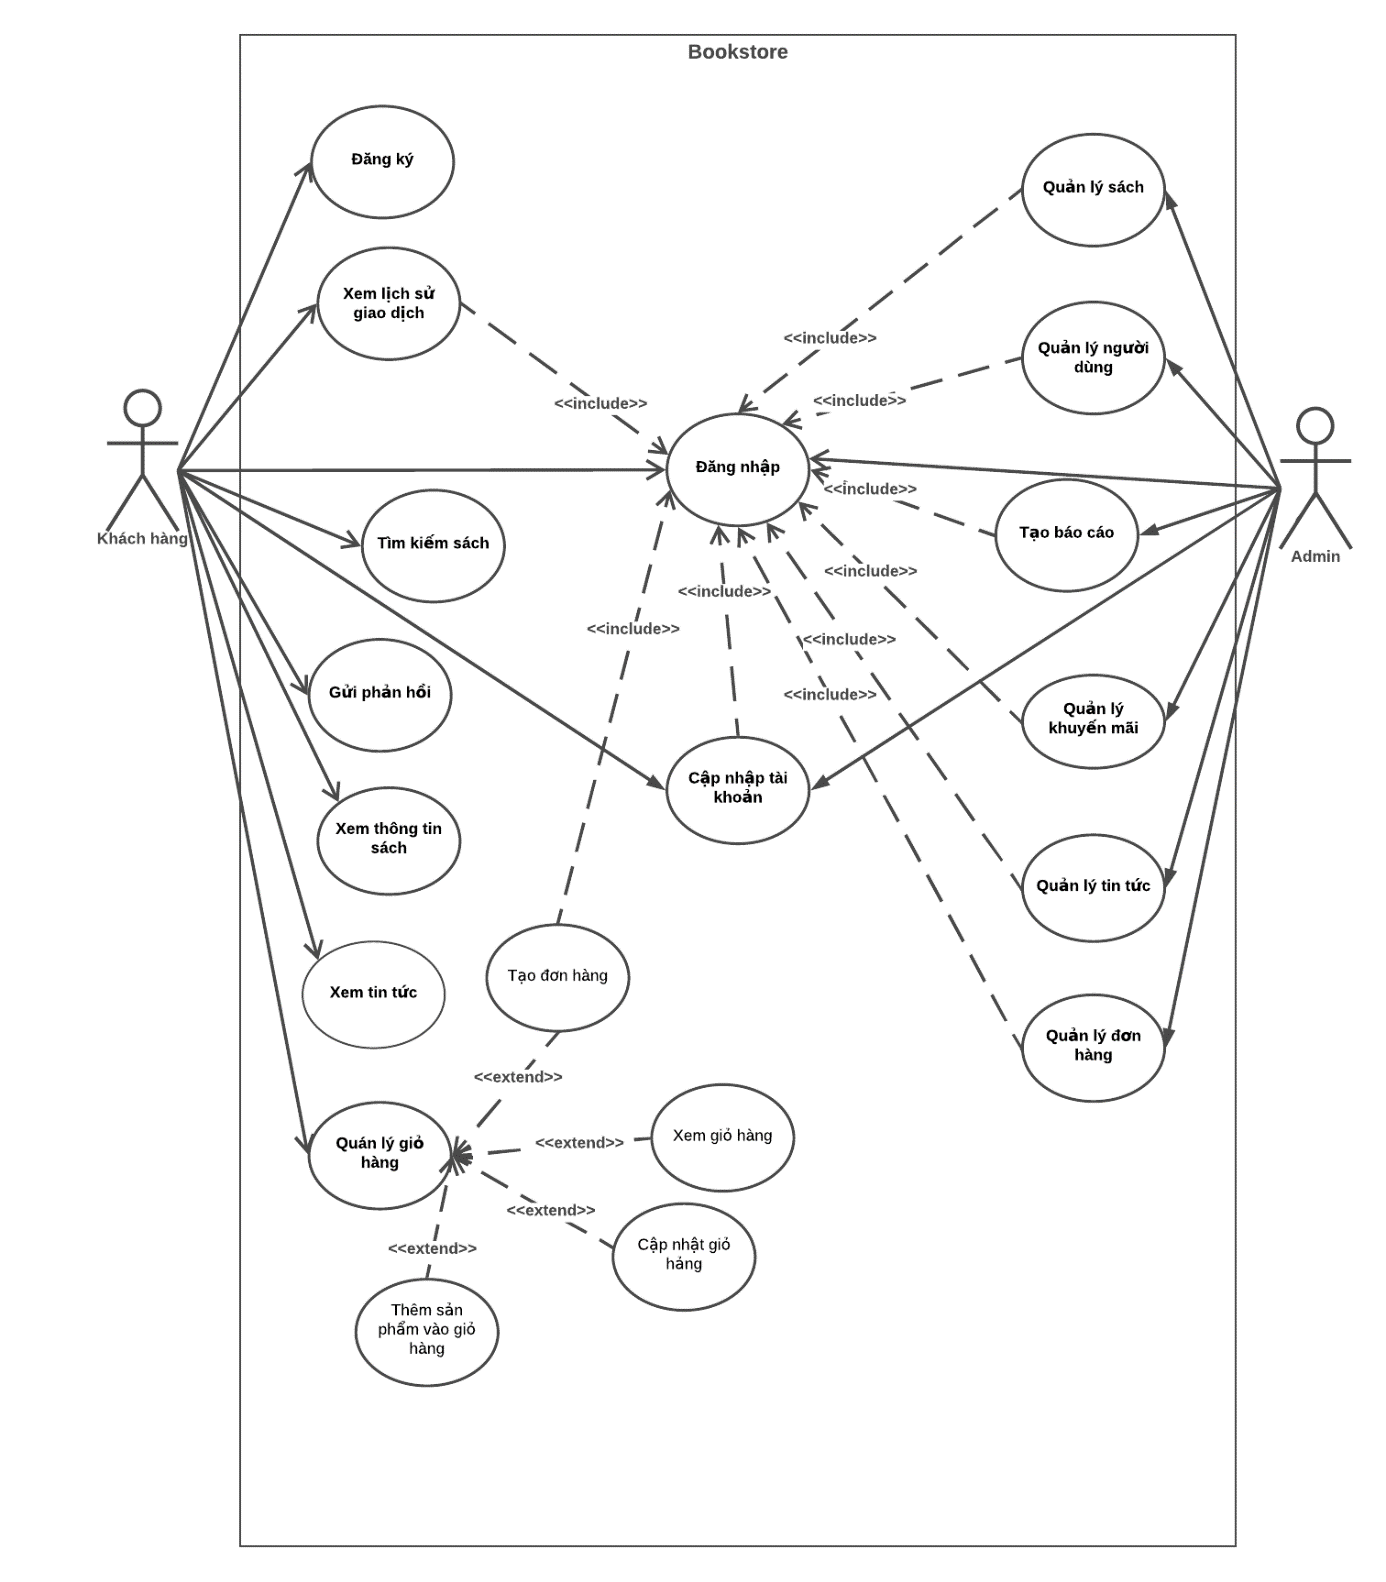 Bookstore
Đăng ký
Quản lý sách
Xem lịch sử
giao dịch
<<include>>
Quản lý người
dùng
<<include>>
<<include>>
Đăng nhập
<<include>>
Khách hàng
Tìm kiếm sách
Tạo báo cáo
Admin
<<include>>
<<include>>
<<include>>
<<include>>
Gửi phản hồi
<<include>>
Quản lý
khuyến mãi
Cập nhập tài
khoản
Xem thông tin
sách
Quản lý tin tức
Tạo đơn hàng
Xem tin tức
Quản lý đơn
hàng
<<extend>>
Quán lý giỏ
hàng
<<extend>>
Xem giỏ hàng
<<extend>>
<<extend>>
Cập nhật giỏ
hảng
Thêm sản
phẩm vào giỏ
hàng